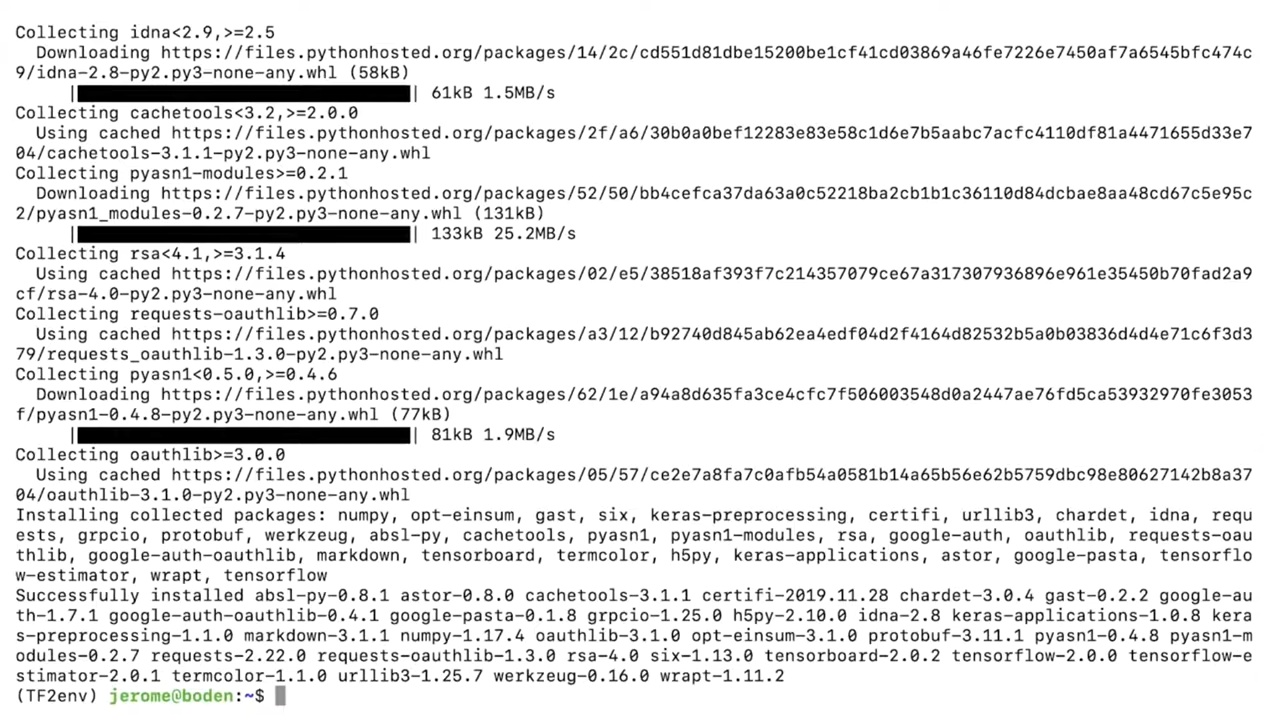 Collecting idna<2.9,>=2.5
Downloading https://files.pythonhosted.org/packages/14/2c/cd551d81dbe15200be1cf41cd03869a46fe7226e7450af7a6545bfc474c
9/idna-2.8-py2.py3-none-any.whl (58kB)
|████████████████████████████████| 61kB 1.5MB/s
Collecting cachetools<3.2,>=2.0.0
Using cached https://files.pythonhosted.org/packages/2f/a6/30b0a0bef12283e83e58c1d6e7b5aabc7acfc4110df81a4471655d33e7
04/cachetools-3.1.1-py2.py3-none-any.whl
Collecting pyasn1-modules>=0.2.1
Downloading https://files.pythonhosted.org/packages/52/50/bb4cefca37da63a0c52218ba2cb1b1c36110d84dcbae8aa48cd67c5e95c
2/pyasn1_modules-0.2.7-py2.py3-none-any.whl (131kB)
|████████████████████████████████| 133kB 25.2MB/s
Collecting rsa<4.1,>=3.1.4
Using cached https://files.pythonhosted.org/packages/02/e5/38518af393f7c214357079ce67a317307936896e961e35450b70fad2a9
cf/rsa-4.0-py2.py3-none-any.whl
Collecting requests-oauthlib>=0.7.0
Using cached https://files.pythonhosted.org/packages/a3/12/b92740d845ab62ea4edf04d2f4164d82532b5a0b03836d4d4e71c6f3d3
79/requests_oauthlib-1.3.0-py2.py3-none-any.whl
Collecting pyasn1<0.5.0,>=0.4.6
Downloading https://files.pythonhosted.org/packages/62/1e/a94a8d635fa3ce4cfc7f506003548d0a2447ae76fd5ca53932970fe3053
f/pyasn1-0.4.8-py2.py3-none-any.whl (77kB)
|████████████████████████████████| 81kB 1.9MB/s
Collecting oauthlib>=3.0.0
Using cached https://files.pythonhosted.org/packages/05/57/ce2e7a8fa7c0afb54a0581b14a65b56e62b5759dbc98e80627142b8a37
04/oauthlib-3.1.0-py2.py3-none-any.whl
Installing collected packages: numpy, opt-einsum, gast, six, keras-preprocessing, certifi, urllib3, chardet, idna, requ
ests, grpcio, protobuf, werkzeug, absl-py, cachetools, pyasn1, pyasn1-modules, rsa, google-auth, oauthlib, requests-oau
thlib, google-auth-oauthlib, markdown, tensorboard, termcolor, h5py, keras-applications, astor, google-pasta, tensorflo
w-estimator, wrapt, tensorflow
Successfully installed absl-py-0.8.1 astor-0.8.0 cachetools-3.1.1 certifi-2019.11.28 chardet-3.0.4 gast-0.2.2 google-au
th-1.7.1 google-auth-oauthlib-0.4.1 google-pasta-0.1.8 grpcio-1.25.0 h5py-2.10.0 idna-2.8 keras-applications-1.0.8 kera
s-preprocessing-1.1.0 markdown-3.1.1 numpy-1.17.4 oauthlib-3.1.0 opt-einsum-3.1.0 protobuf-3.11.1 pyasn1-0.4.8 pyasn1-m
odules-0.2.7 requests-2.22.0 requests-oauthlib-1.3.0 rsa-4.0 six-1.13.0 tensorboard-2.0.2 tensorflow-2.0.0 tensorflow-e
stimator-2.0.1 termcolor-1.1.0 urllib3-1.25.7 werkzeug-0.16.0 wrapt-1.11.2
(TF2env) jerome@boden:~$